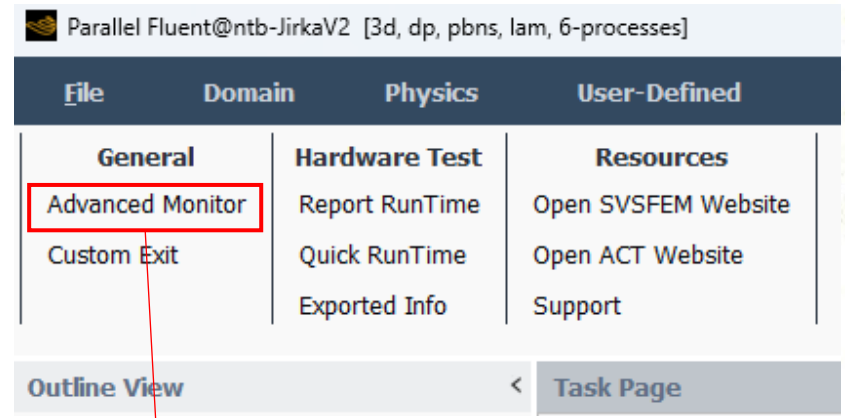 Parallel Fluent@ntb-JirkaV2 [3d, dp, pbns, lam, 6-processes]
File Domain Physics User-Defined
General Hardware Test Resources
Advanced Monitor Report RunTime Open SVSFEM Website
Custom Exit Quick RunTime Open ACT Website
Exported Info Support
Outline View < Task Page